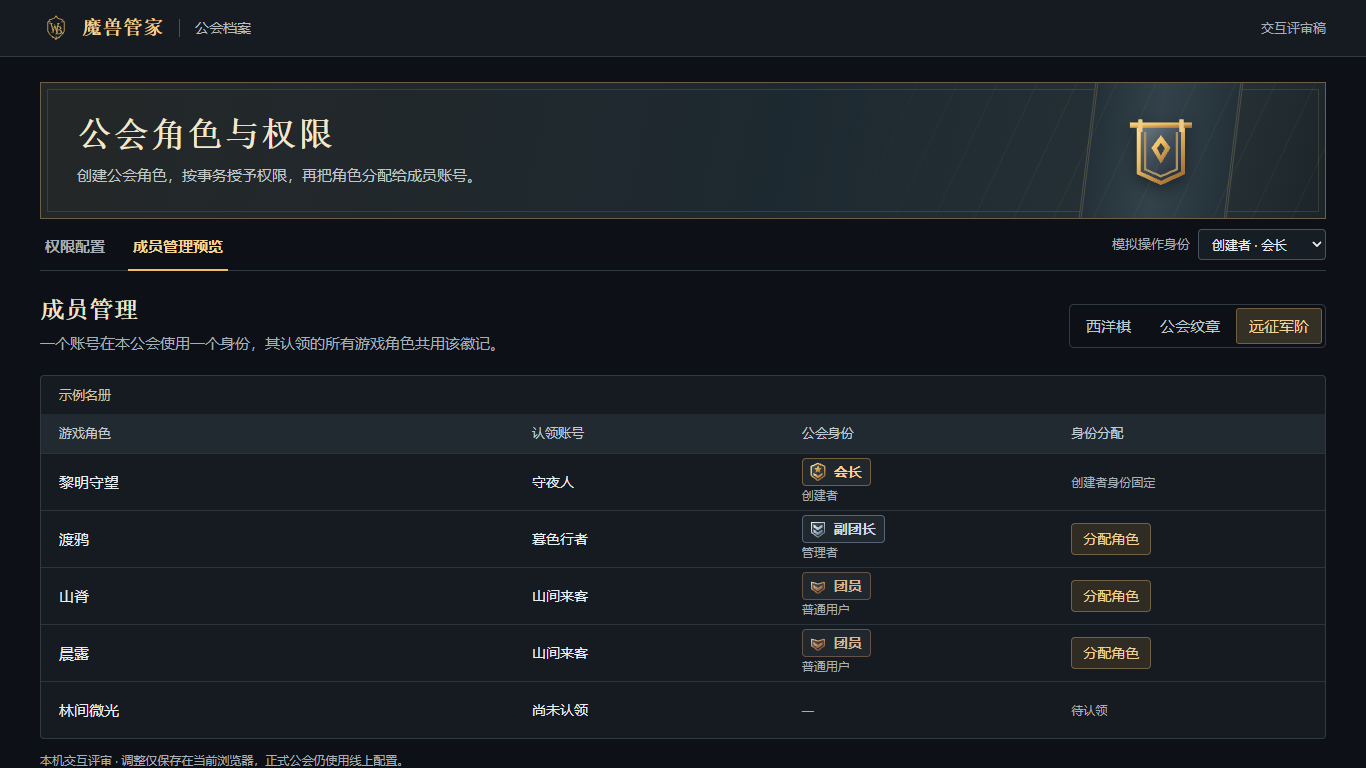 魔兽管家 公会档案 交互评审稿
公会角色与权限
创建公会角色，按事务授予权限，再把角色分配给成员账号。
权限配置 成员管理预览 模拟操作身份 创建者 · 会长
成员管理
一个账号在本公会使用一个身份，其认领的所有游戏角色共用该徽记。
西洋棋 公会纹章 远征军阶
示例名册
游戏角色 认领账号 公会身份 身份分配
黎明守望 守夜人 会长 创建者身份固定
创建者
渡鸦 暮色行者 副团长 分配角色
管理者
山脊 山间来客 团员 分配角色
普通用户
晨露 山间来客 团员 分配角色
普通用户
林间微光 尚未认领 — 待认领
本机交互评审 · 调整仅保存在当前浏览器，正式公会仍使用线上配置。